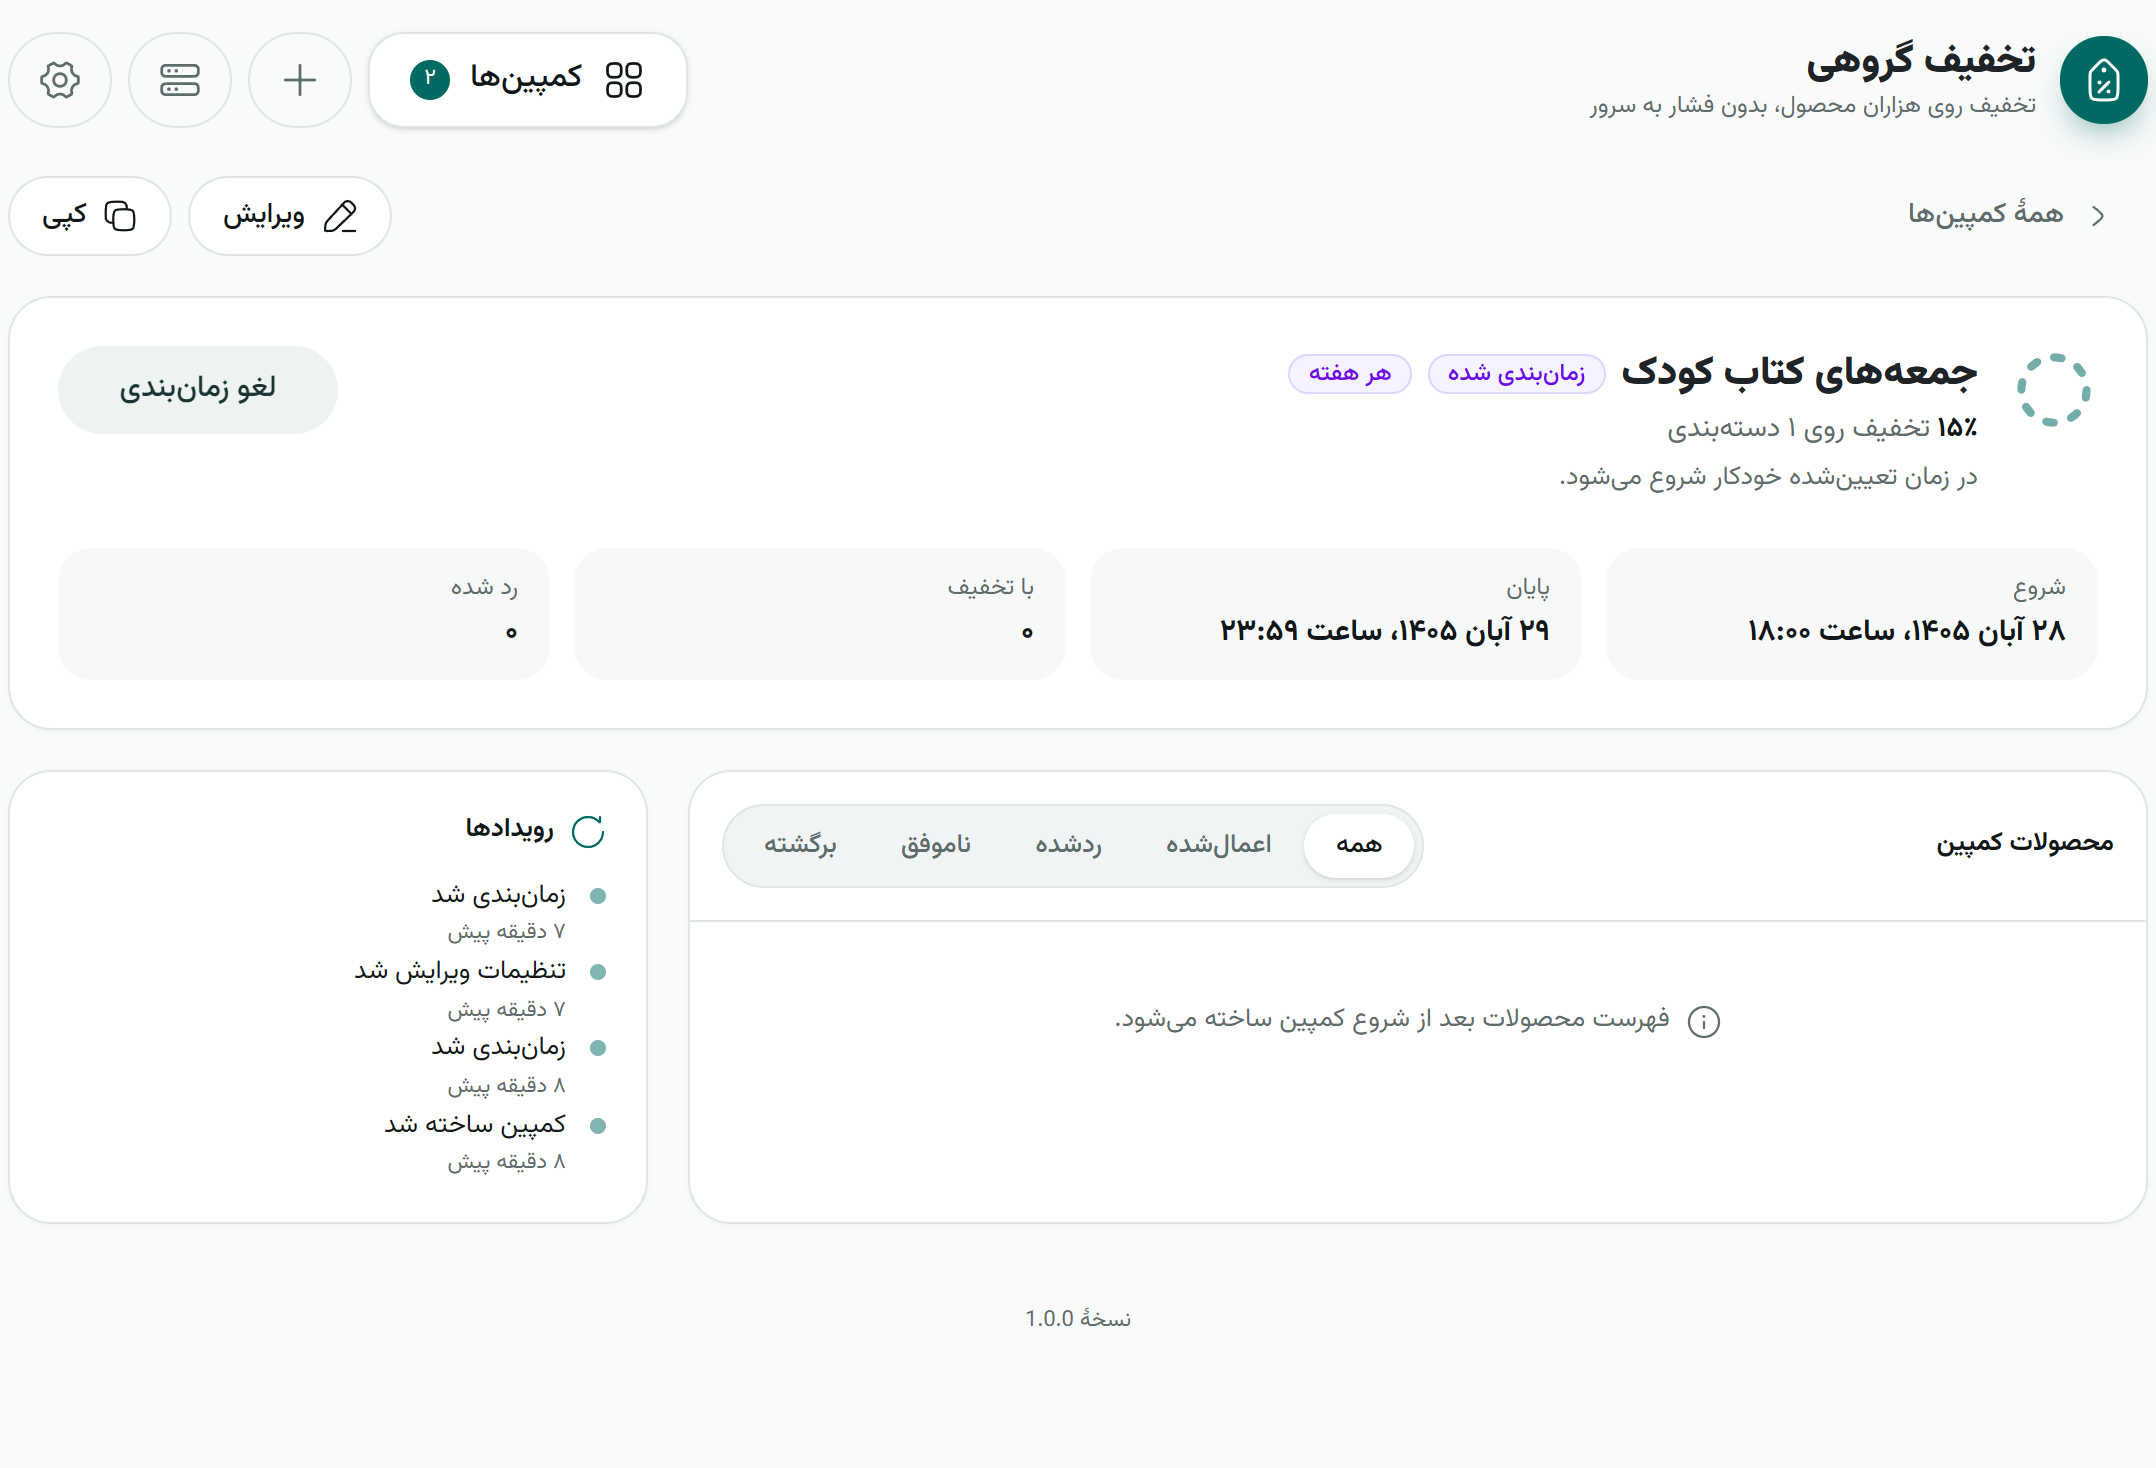 تخفیف گروهی
تخفیف روی هزاران محصول، بدون فشار به سرور
کمپین‌ها ۲
همهٔ کمپین‌ها
ویرایش
کپی
جمعه‌های کتاب کودک زمان‌بندی شده هر هفته
۱۵٪ تخفیف روی ۱ دسته‌بندی
در زمان تعیین‌شده خودکار شروع می‌شود.
لغو زمان‌بندی
شروع
۲۸ آبان ۱۴۰۵، ساعت ۱۸:۰۰
پایان
۲۹ آبان ۱۴۰۵، ساعت ۲۳:۵۹
با تخفیف
۰
رد شده
۰
محصولات کمپین
همه اعمال‌شده ردشده ناموفق برگشته
فهرست محصولات بعد از شروع کمپین ساخته می‌شود.
رویدادها
زمان‌بندی شد
۷ دقیقه پیش
تنظیمات ویرایش شد
۷ دقیقه پیش
زمان‌بندی شد
۸ دقیقه پیش
کمپین ساخته شد
۸ دقیقه پیش
نسخهٔ 1.0.0